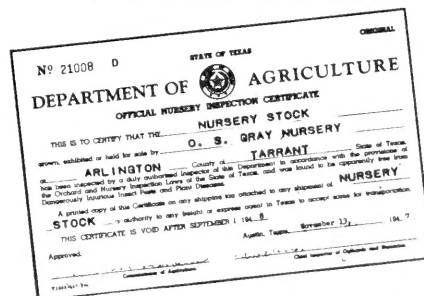 ORIGINAL
Nº 21008 D
STATE OF TEXAS
DEPARTMENT OF AGRICULTURE
OFFICIAL NURSERY INSPECTION CERTIFICATE
THIS IS TO CERTIFY THAT THE NURSERY STOCK
grown, exhibited or held for sale by O. S. GRAY NURSERY
at ARLINGTON County of TARRANT State of Texas,
has been inspected by a duly authorized inspector of this Department in accordance with the provisions of
the Orchard and Nursery Inspection Laws of the State of Texas, and was found to be apparently free from
Dangerously Injurious Insect Pests and Plant Diseases.
A printed copy of this Certificate on any shipping tag attached to any shipment of NURSERY
STOCK is authority to any freight or express agent in Texas to accept same for transportation.
THIS CERTIFICATE IS VOID AFTER SEPTEMBER 1 194 8
Austin, Texas, November 13, 194 7
Approved:
Commissioner of Agriculture.
Chief Inspector of